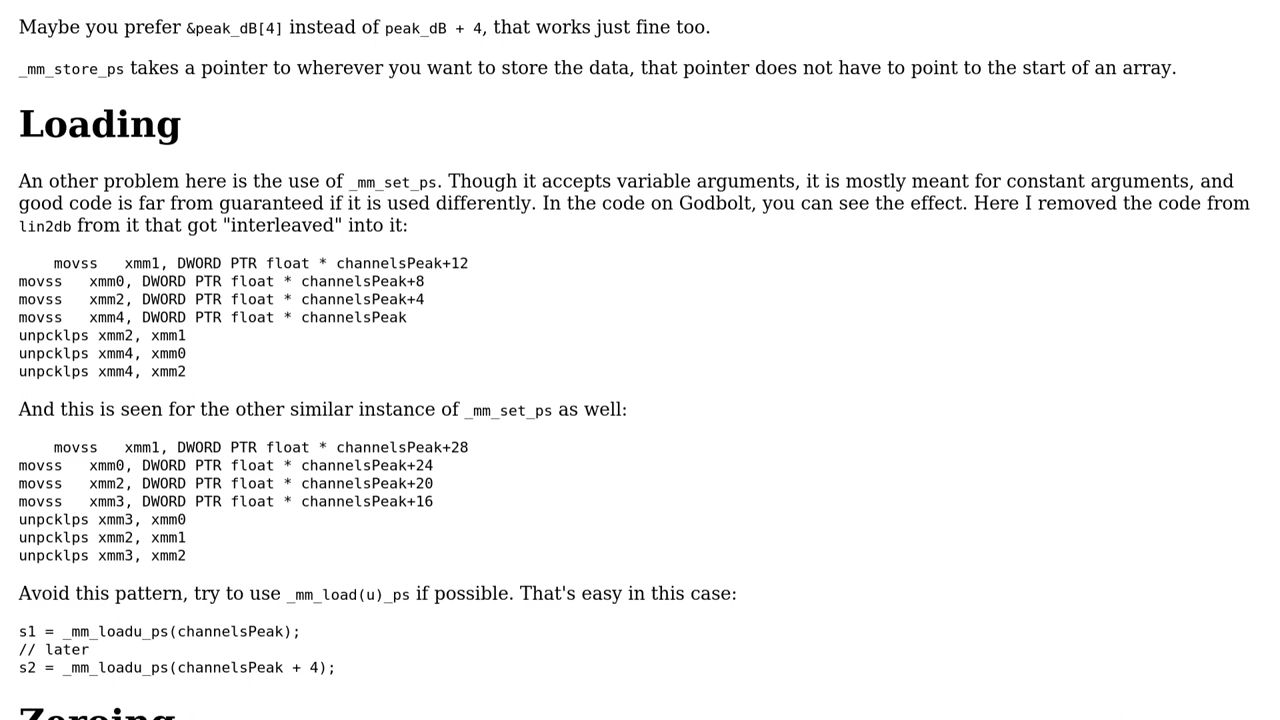 Maybe you prefer &peak_dB[4] instead of peak_dB + 4, that works just fine too.
_mm_store_ps takes a pointer to wherever you want to store the data, that pointer does not have to point to the start of an array.
Loading
An other problem here is the use of _mm_set_ps. Though it accepts variable arguments, it is mostly meant for constant arguments, and
good code is far from guaranteed if it is used differently. In the code on Godbolt, you can see the effect. Here I removed the code from
lin2db from it that got "interleaved" into it:
    movss   xmm1, DWORD PTR float * channelsPeak+12
movss   xmm0, DWORD PTR float * channelsPeak+8
movss   xmm2, DWORD PTR float * channelsPeak+4
movss   xmm4, DWORD PTR float * channelsPeak
unpcklps xmm2, xmm1
unpcklps xmm4, xmm0
unpcklps xmm4, xmm2
And this is seen for the other similar instance of _mm_set_ps as well:
    movss   xmm1, DWORD PTR float * channelsPeak+28
movss   xmm0, DWORD PTR float * channelsPeak+24
movss   xmm2, DWORD PTR float * channelsPeak+20
movss   xmm3, DWORD PTR float * channelsPeak+16
unpcklps xmm3, xmm0
unpcklps xmm2, xmm1
unpcklps xmm3, xmm2
Avoid this pattern, try to use _mm_load(u)_ps if possible. That's easy in this case:
s1 = _mm_loadu_ps(channelsPeak);
// later
s2 = _mm_loadu_ps(channelsPeak + 4);
Zeroing